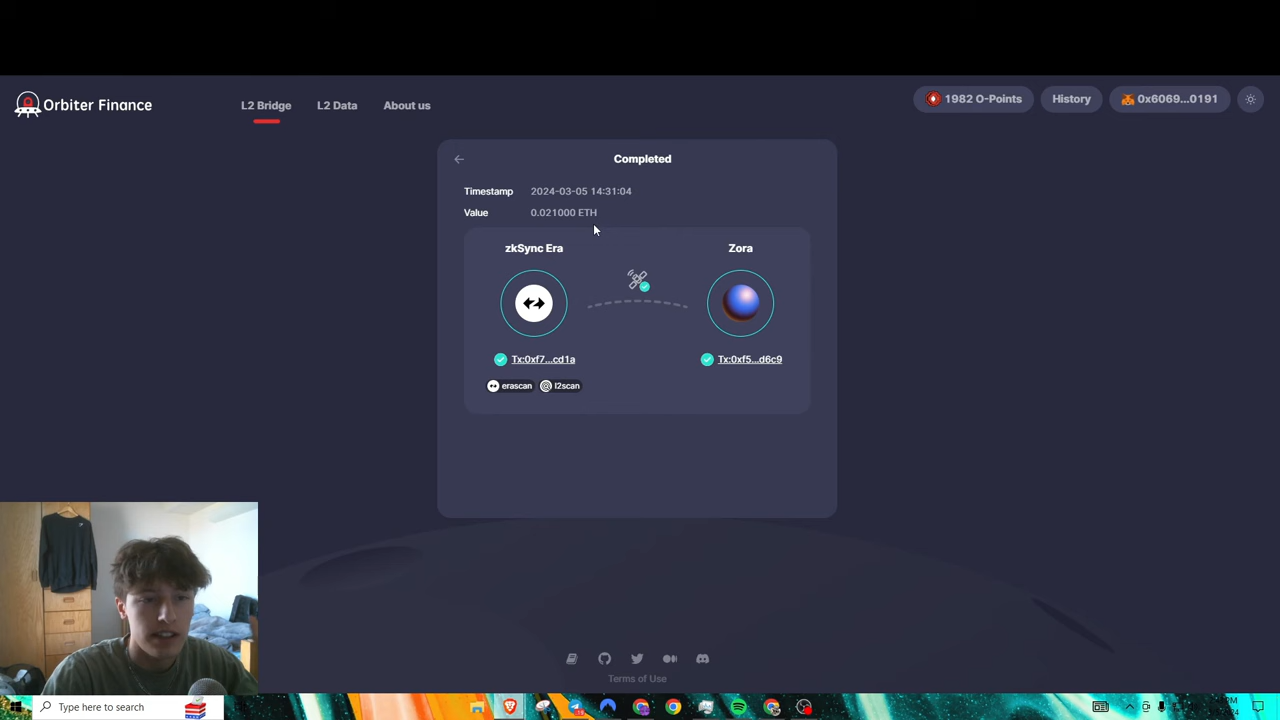 Orbiter Finance
L2 Bridge
L2 Data
About us
1982 O-Points
History
0x6069...0191
Completed
Timestamp 2024-03-05 14:31:04
Value 0.021000 ETH
zkSync Era
Zora
Tx:0xf7...cd1a
Tx:0xf5...d6c9
erascan
l2scan
Terms of Use
Type here to search